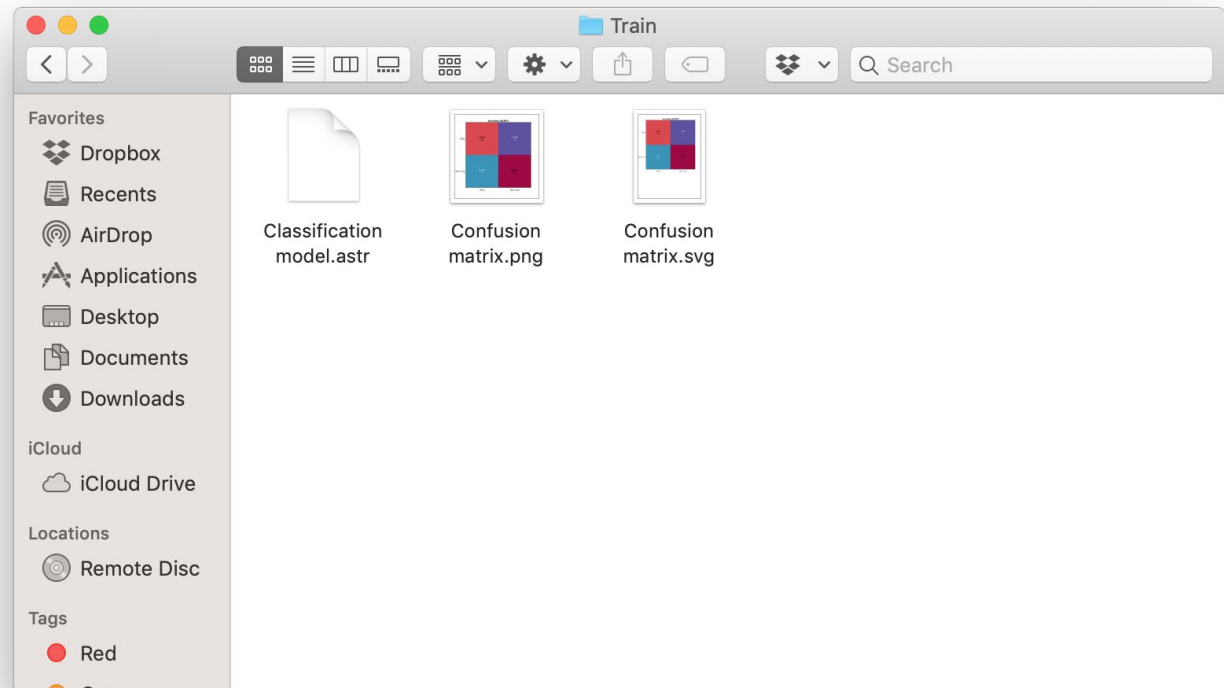 Train
Search
Favorites
Dropbox
Recents
AirDrop
Applications
Desktop
Documents
Downloads
iCloud
iCloud Drive
Locations
Remote Disc
Tags
Red
Classification
model.astr
Confusion
matrix.png
Confusion
matrix.svg